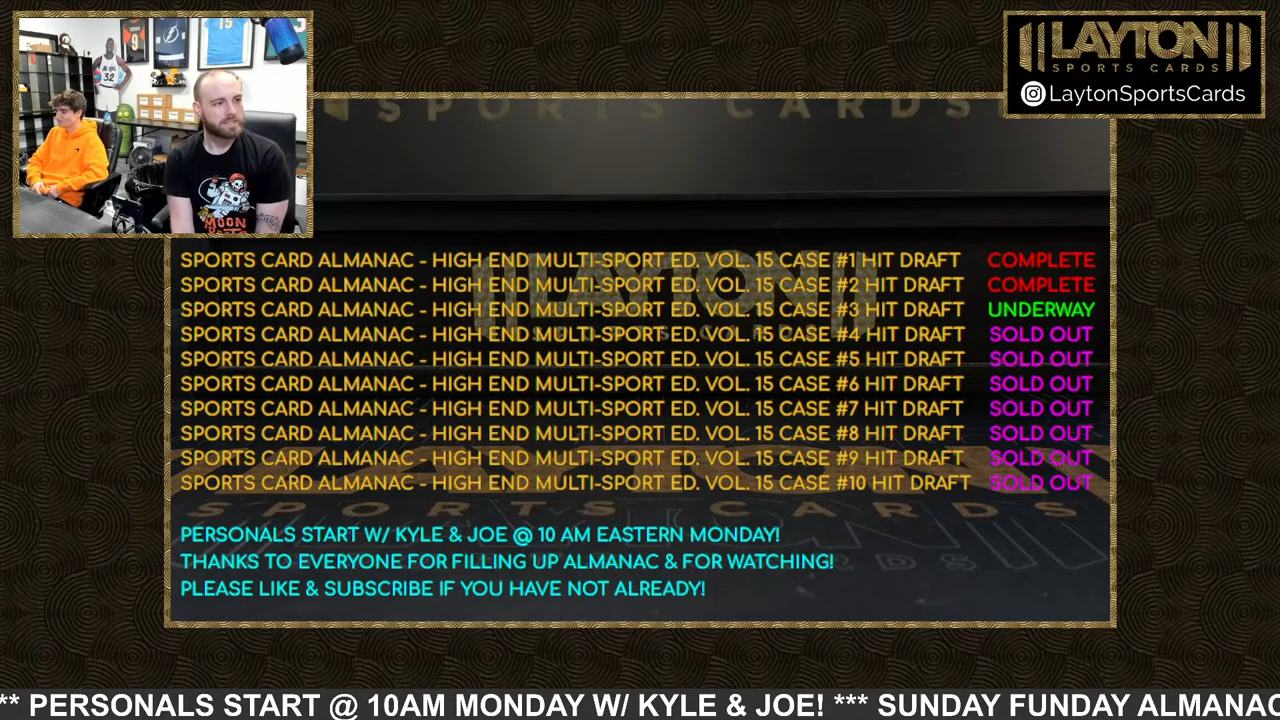 LAYTON
SPORTS CARDS
LaytonSportsCards
SPORTS CARDS
15
9
32
MOON
SPORTS CARD ALMANAC - HIGH END MULTI-SPORT ED. VOL. 15 CASE #1 HIT DRAFT COMPLETE
SPORTS CARD ALMANAC - HIGH END MULTI-SPORT ED. VOL. 15 CASE #2 HIT DRAFT COMPLETE
SPORTS CARD ALMANAC - HIGH END MULTI-SPORT ED. VOL. 15 CASE #3 HIT DRAFT UNDERWAY
SPORTS CARD ALMANAC - HIGH END MULTI-SPORT ED. VOL. 15 CASE #4 HIT DRAFT SOLD OUT
SPORTS CARD ALMANAC - HIGH END MULTI-SPORT ED. VOL. 15 CASE #5 HIT DRAFT SOLD OUT
SPORTS CARD ALMANAC - HIGH END MULTI-SPORT ED. VOL. 15 CASE #6 HIT DRAFT SOLD OUT
SPORTS CARD ALMANAC - HIGH END MULTI-SPORT ED. VOL. 15 CASE #7 HIT DRAFT SOLD OUT
SPORTS CARD ALMANAC - HIGH END MULTI-SPORT ED. VOL. 15 CASE #8 HIT DRAFT SOLD OUT
SPORTS CARD ALMANAC - HIGH END MULTI-SPORT ED. VOL. 15 CASE #9 HIT DRAFT SOLD OUT
SPORTS CARD ALMANAC - HIGH END MULTI-SPORT ED. VOL. 15 CASE #10 HIT DRAFT SOLD OUT
PERSONALS START W/ KYLE & JOE @ 10 AM EASTERN MONDAY!
THANKS TO EVERYONE FOR FILLING UP ALMANAC & FOR WATCHING!
PLEASE LIKE & SUBSCRIBE IF YOU HAVE NOT ALREADY!
** PERSONALS START @ 10AM MONDAY W/ KYLE & JOE! *** SUNDAY FUNDAY ALMANAC